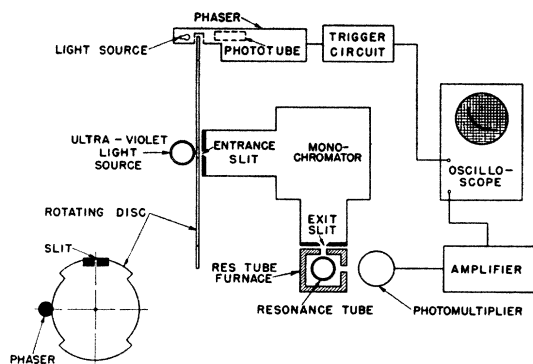 PHASER
LIGHT SOURCE
PHOTOTUBE
TRIGGER
CIRCUIT
ULTRA - VIOLET
LIGHT
SOURCE
ENTRANCE
SLIT
MONO-
CHROMATOR
OSCILLO-
SCOPE
ROTATING DISC
SLIT
EXIT
SLIT
RES TUBE
FURNACE
AMPLIFIER
RESONANCE TUBE
PHOTOMULTIPLIER
PHASER